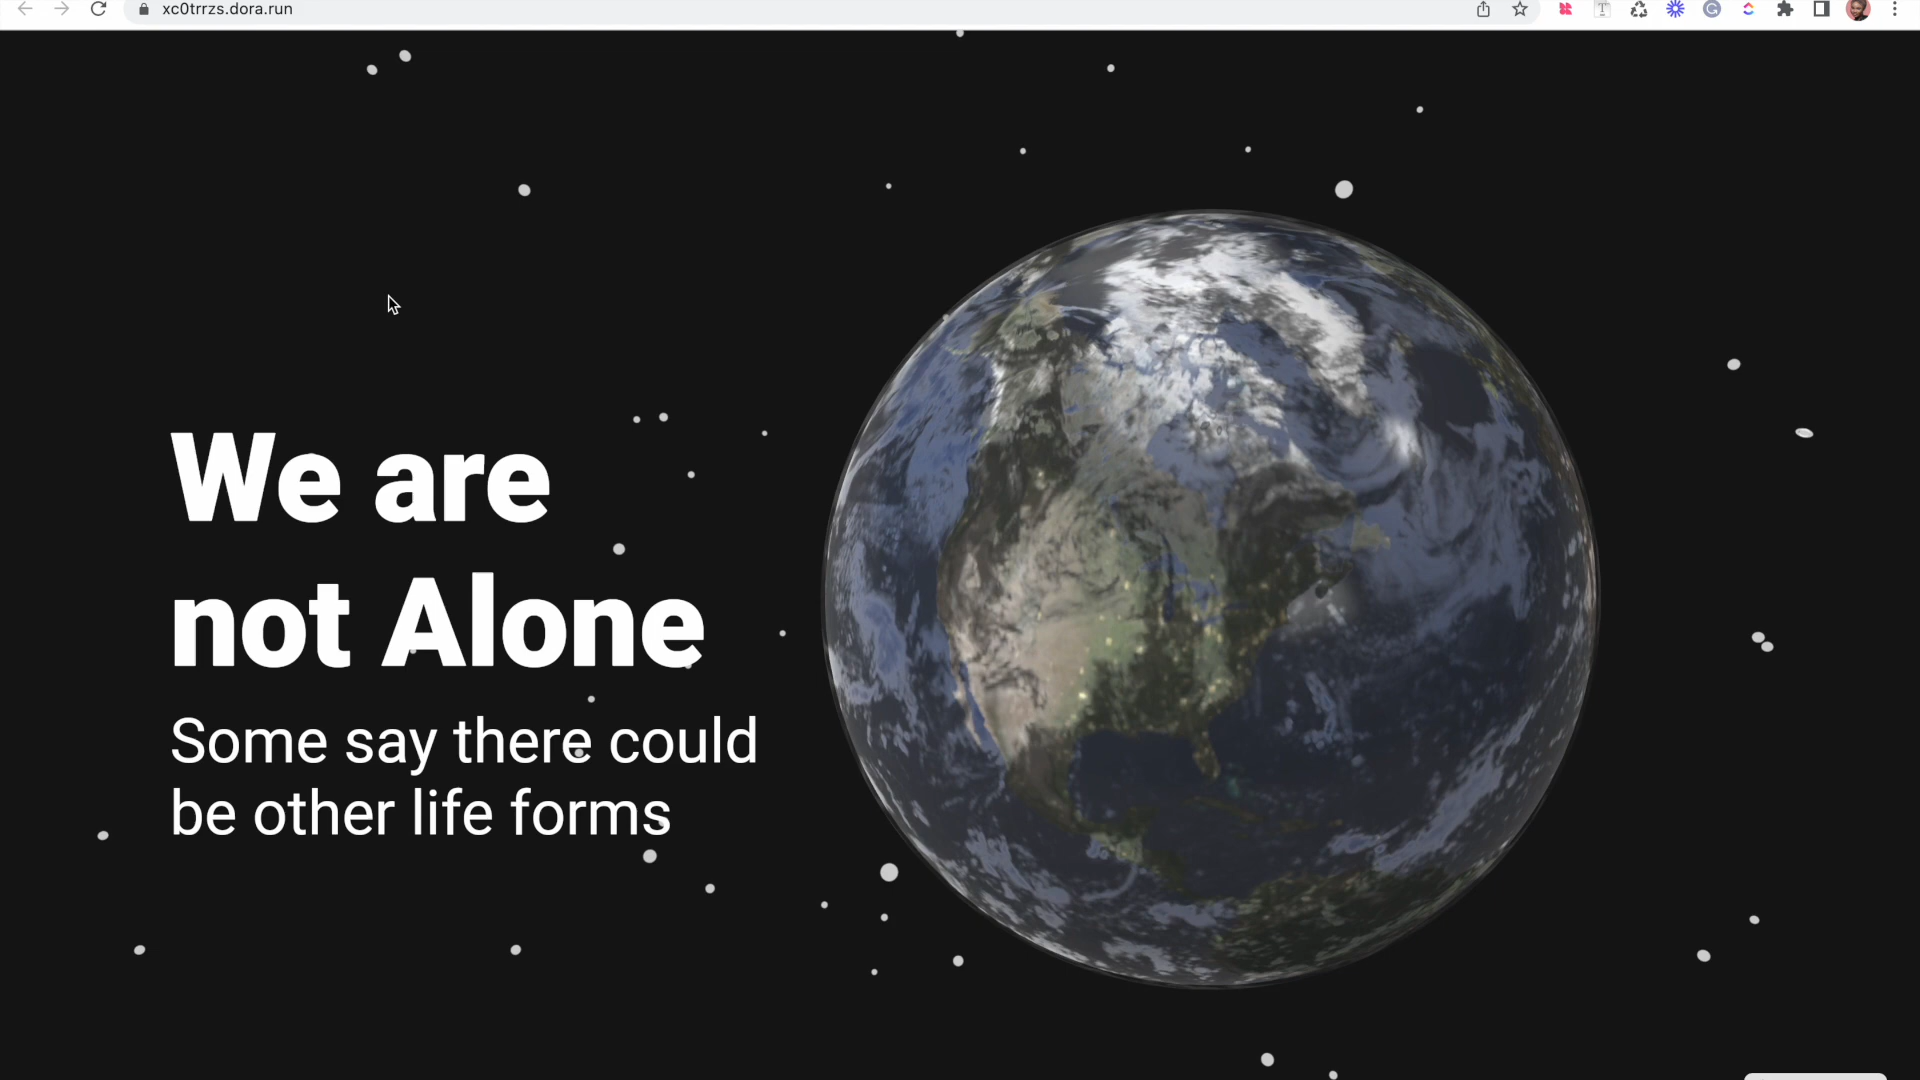 xc0trrzs.dora.run
We are
not Alone
Some say there could
be other life forms